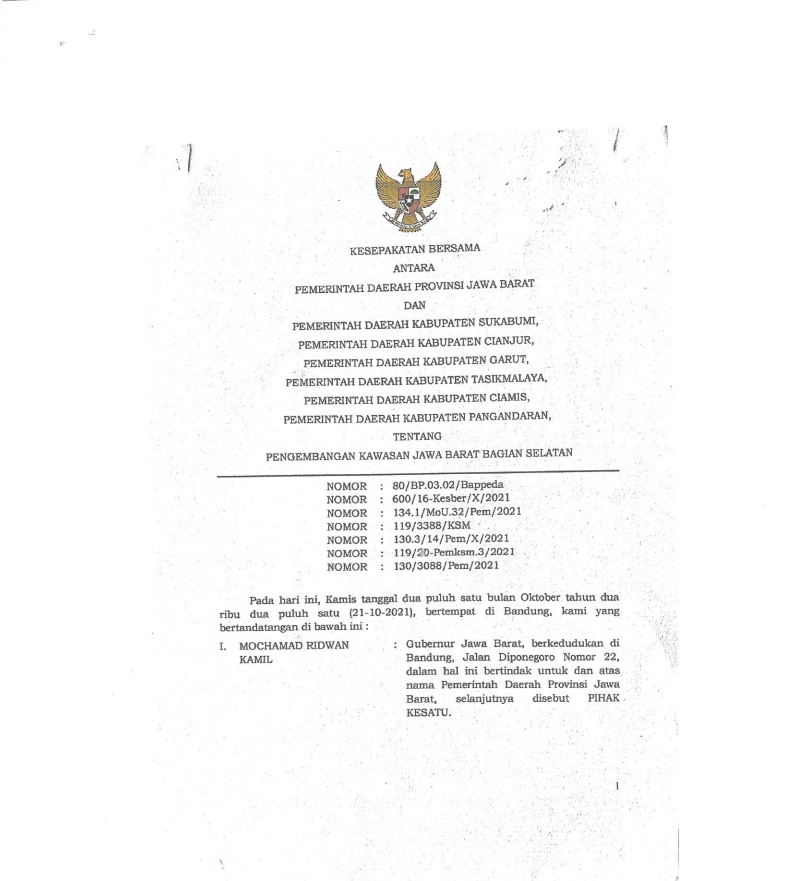 KESEPAKATAN BERSAMA
ANTARA
PEMERINTAH DAERAH PROVINSI JAWA BARAT
DAN
PEMERINTAH DAERAH KABUPATEN SUKABUMI,
PEMERINTAH DAERAH KABUPATEN CIANJUR,
PEMERINTAH DAERAH KABUPATEN GARUT,
PEMERINTAH DAERAH KABUPATEN TASIKMALAYA,
PEMERINTAH DAERAH KABUPATEN CIAMIS,
PEMERINTAH DAERAH KABUPATEN PANGANDARAN,
TENTANG
PENGEMBANGAN KAWASAN JAWA BARAT BAGIAN SELATAN
NOMOR : 80/BP.03.02/Bappeda
NOMOR : 600/16-Kesber/X/2021
NOMOR : 134.1/MoU.32/Pem/2021
NOMOR : 119/3388/KSM
NOMOR : 130.3/14/Pem/X/2021
NOMOR : 119/20-Pemksm.3/2021
NOMOR : 130/3088/Pem/2021
Pada hari ini, Kamis tanggal dua puluh satu bulan Oktober tahun dua
ribu dua puluh satu (21-10-2021), bertempat di Bandung, kami yang
bertandatangan di bawah ini :
I. MOCHAMAD RIDWAN : Gubernur Jawa Barat, berkedudukan di
KAMIL Bandung, Jalan Diponegoro Nomor 22,
dalam hal ini bertindak untuk dan atas
nama Pemerintah Daerah Provinsi Jawa
Barat, selanjutnya disebut PIHAK
KESATU.
1